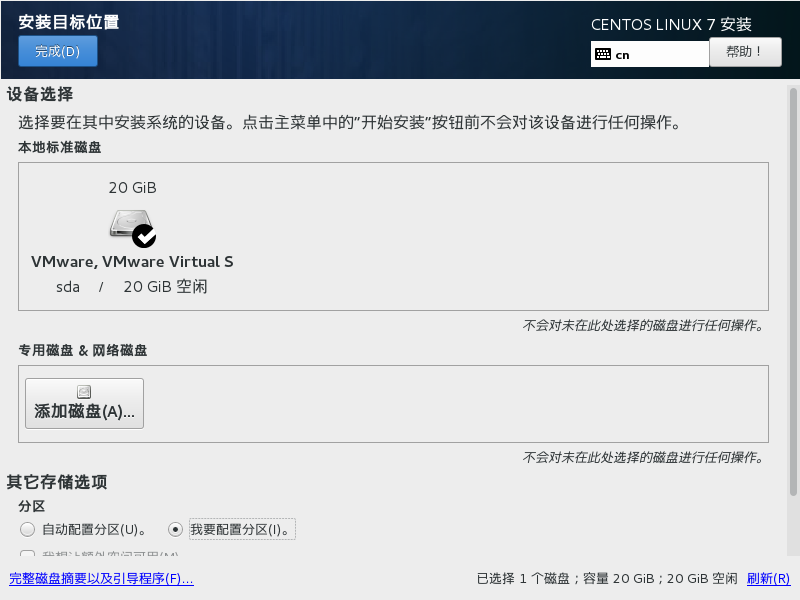 安装目标位置
CENTOS LINUX 7 安装
完成(D)
cn
帮助！
设备选择
选择要在其中安装系统的设备。点击主菜单中的"开始安装"按钮前不会对该设备进行任何操作。
本地标准磁盘
20 GiB
VMware, VMware Virtual S
sda / 20 GiB 空闲
不会对未在此处选择的磁盘进行任何操作。
专用磁盘 & 网络磁盘
添加磁盘(A)...
不会对未在此处选择的磁盘进行任何操作。
其它存储选项
分区
自动配置分区(U)。 我要配置分区(I)。
我想让额外空间可用(M)
完整磁盘摘要以及引导程序(F)...
已选择 1 个磁盘；容量 20 GiB；20 GiB 空闲 刷新(R)